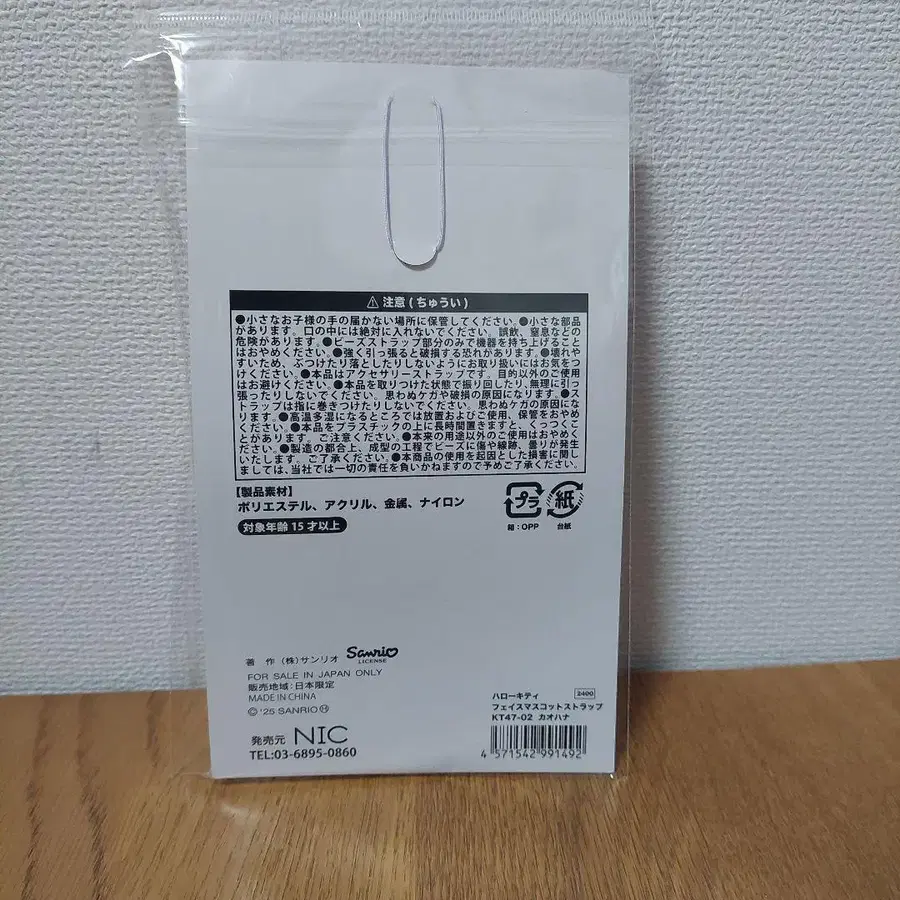 ⚠ 注意 ( ちゅうい )
●小さなお子様の手の届かない場所に保管してください。●小さな部品
があります。口の中には絶対に入れないでください。誤飲、窒息などの
危険があります。●ビーズストラップ部分のみで機器を持ち上げること
はおやめください。●強く引っ張ると破損する恐れがあります。●壊れや
すいため、ぶつけたり落としたりしないようにお取り扱いにはお気をつ
けください。●本品はアクセサリーストラップです。目的以外のご使用
はお避けください。●本品を取りつけた状態で振り回したり、無理に引っ
張ったりしないでください。思わぬケガや破損の原因になります。●ス
トラップは指に巻きつけたりしないでください。思わぬケガの原因にな
ります。●高温多湿になるところでは放置およびご使用、保管をおやめ
ください。●本品をプラスチックの上に長時間置きますと、くっつくこ
とがあります。ご注意ください。●本来の用途以外のご使用はおやめく
ださい。●製造の都合上、成型の工程でビーズに傷や線跡、曇りが発生
いたします。ご了承ください。●本商品の使用を起因とした損害に関し
ましては、当社では一切の責任を負いかねますので予めご了承ください。
【製品素材】
ポリエステル、アクリル、金属、ナイロン
対象年齢 15 才以上
プラ
紙
袋：OPP
台紙
著 作 (株)サンリオ
Sanrio
LICENSE
FOR SALE IN JAPAN ONLY
販売地域：日本限定
MADE IN CHINA
© '25 SANRIO Ⓗ
発売元 NIC
TEL:03-6895-0860
ハローキティ
2400
フェイスマスコットストラップ
KT47-02 カオハナ
4 571542 991492